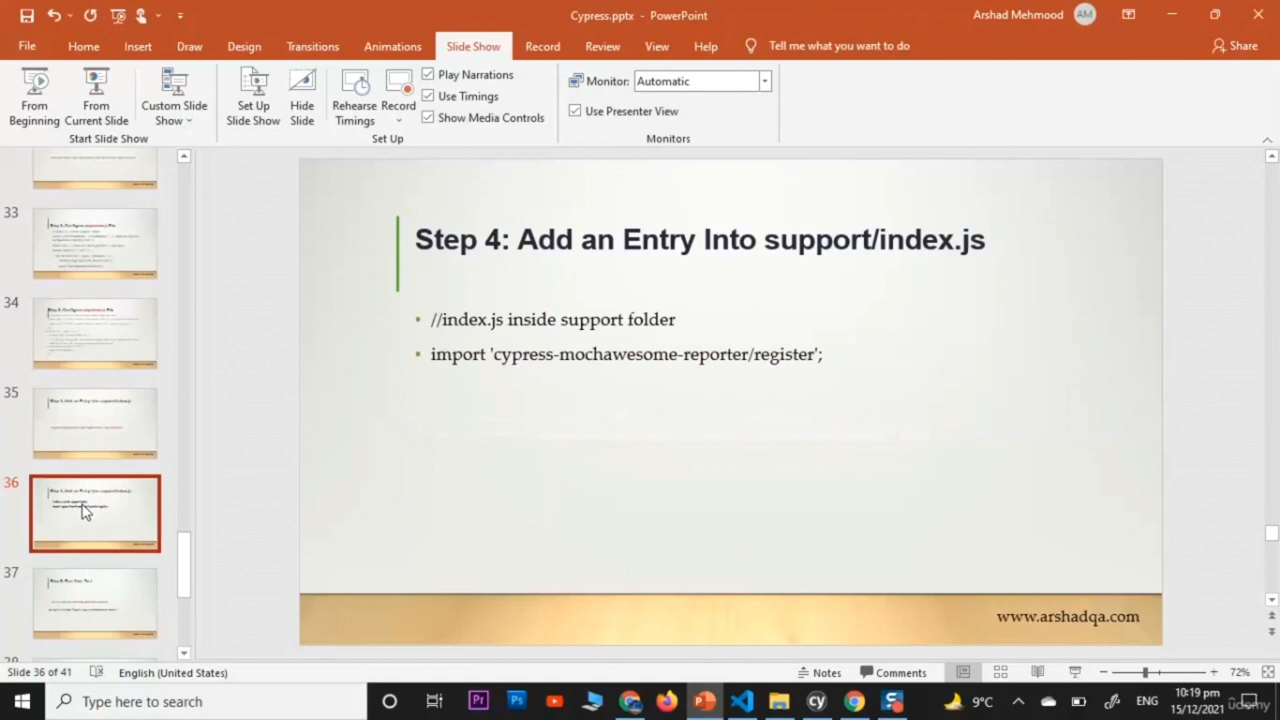 Cypress.pptx - PowerPoint
Arshad Mehmood
AM
File
Home
Insert
Draw
Design
Transitions
Animations
Slide Show
Record
Review
View
Help
Tell me what you want to do
Share
From Beginning
From Current Slide
Custom Slide Show
Set Up Slide Show
Hide Slide
Rehearse Timings
Record
Play Narrations
Use Timings
Show Media Controls
Monitor:
Automatic
Use Presenter View
Start Slide Show
Set Up
Monitors
33
34
35
36
37
Step 4: Add an Entry Into support/index.js
• //index.js inside support folder
• import 'cypress-mochawesome-reporter/register';
www.arshadqa.com
Slide 36 of 41
English (United States)
Notes
Comments
72%
Type here to search
Pr
Ps
cy
9°C
ENG
10:19 pm
15/12/2021
ûdemy